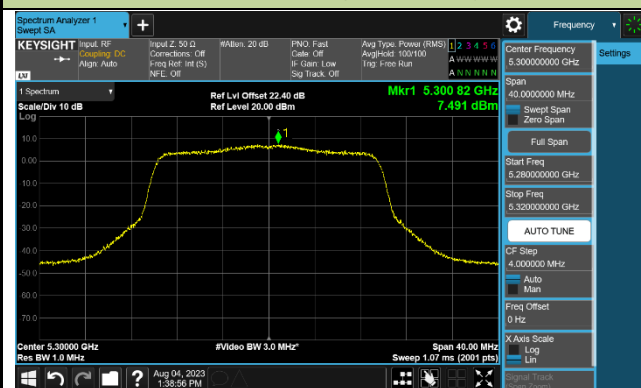 Spectrum Analyzer 1
Swept SA
+
Frequency
KEYSIGHT
Input: RF
Coupling: DC
Align: Auto
Input Z: 50 Ω
Corrections: Off
Freq Ref: Int (S)
NFE: Off
#Atten: 20 dB
PNO: Fast
Gate: Off
IF Gain: Low
Sig Track: Off
Avg Type: Power (RMS)
Avg|Hold: 100/100
Trig: Free Run
1 2 3 4 5 6
A W W W W W
A N N N N N
LXI
1 Spectrum
Scale/Div 10 dB
Log
Ref Lvl Offset 22.40 dB
Ref Level 20.00 dBm
Mkr1 5.300 82 GHz
7.491 dBm
1
10.0
0.00
10.0
20.0
30.0
40.0
-50.0
60.0
70.0
Center 5.30000 GHz
Res BW 1.0 MHz
#Video BW 3.0 MHz*
Span 40.00 MHz
Sweep 1.07 ms (2001 pts)
Aug 04, 2023
1:38:56 PM
?
Center Frequency
5.300000000 GHz
Span
40.0000000 MHz
Swept Span
Zero Span
Full Span
Start Freq
5.280000000 GHz
Stop Freq
5.320000000 GHz
AUTO TUNE
CF Step
4.000000 MHz
Auto
Man
Freq Offset
0 Hz
X Axis Scale
Log
Lin
Signal Track
Settings